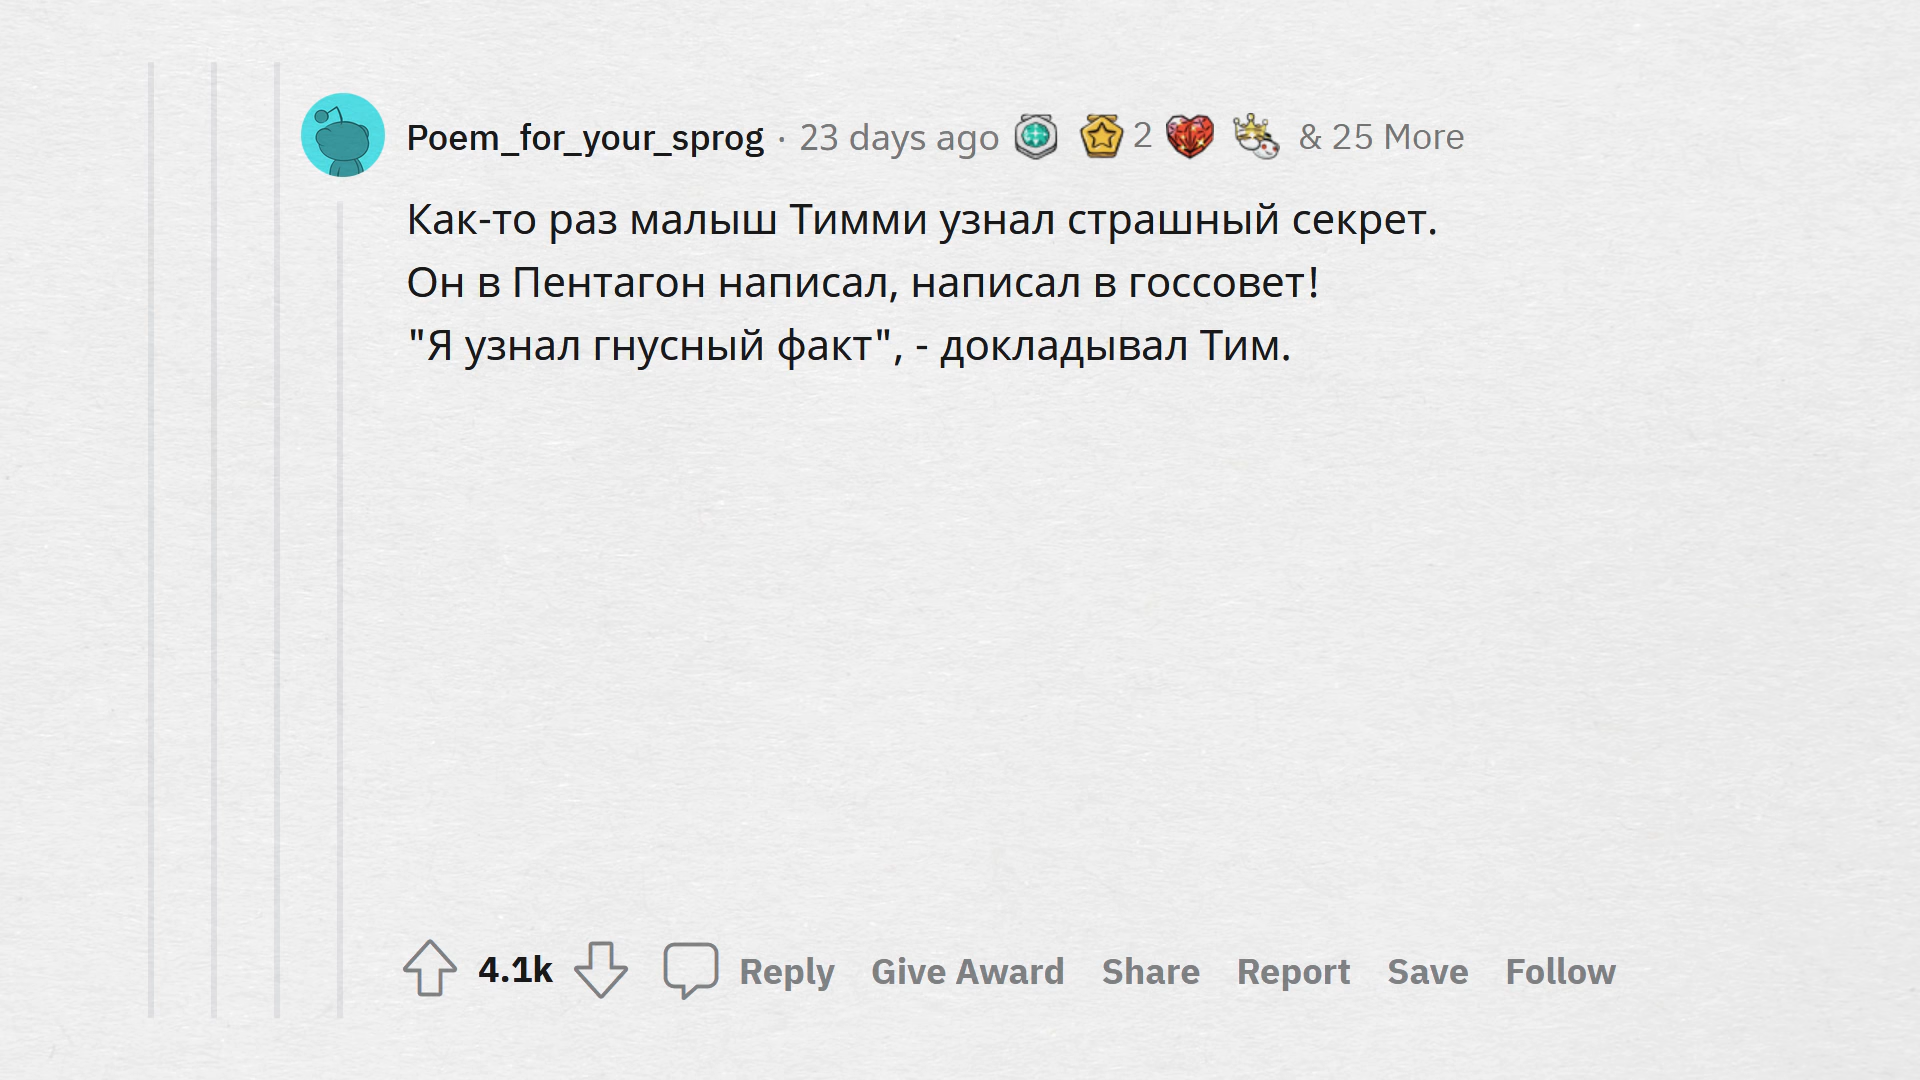 Poem_for_your_sprog · 23 days ago 2 & 25 More
Как-то раз малыш Тимми узнал страшный секрет.
Он в Пентагон написал, написал в госсовет!
"Я узнал гнусный факт", - докладывал Тим.
4.1k Reply Give Award Share Report Save Follow